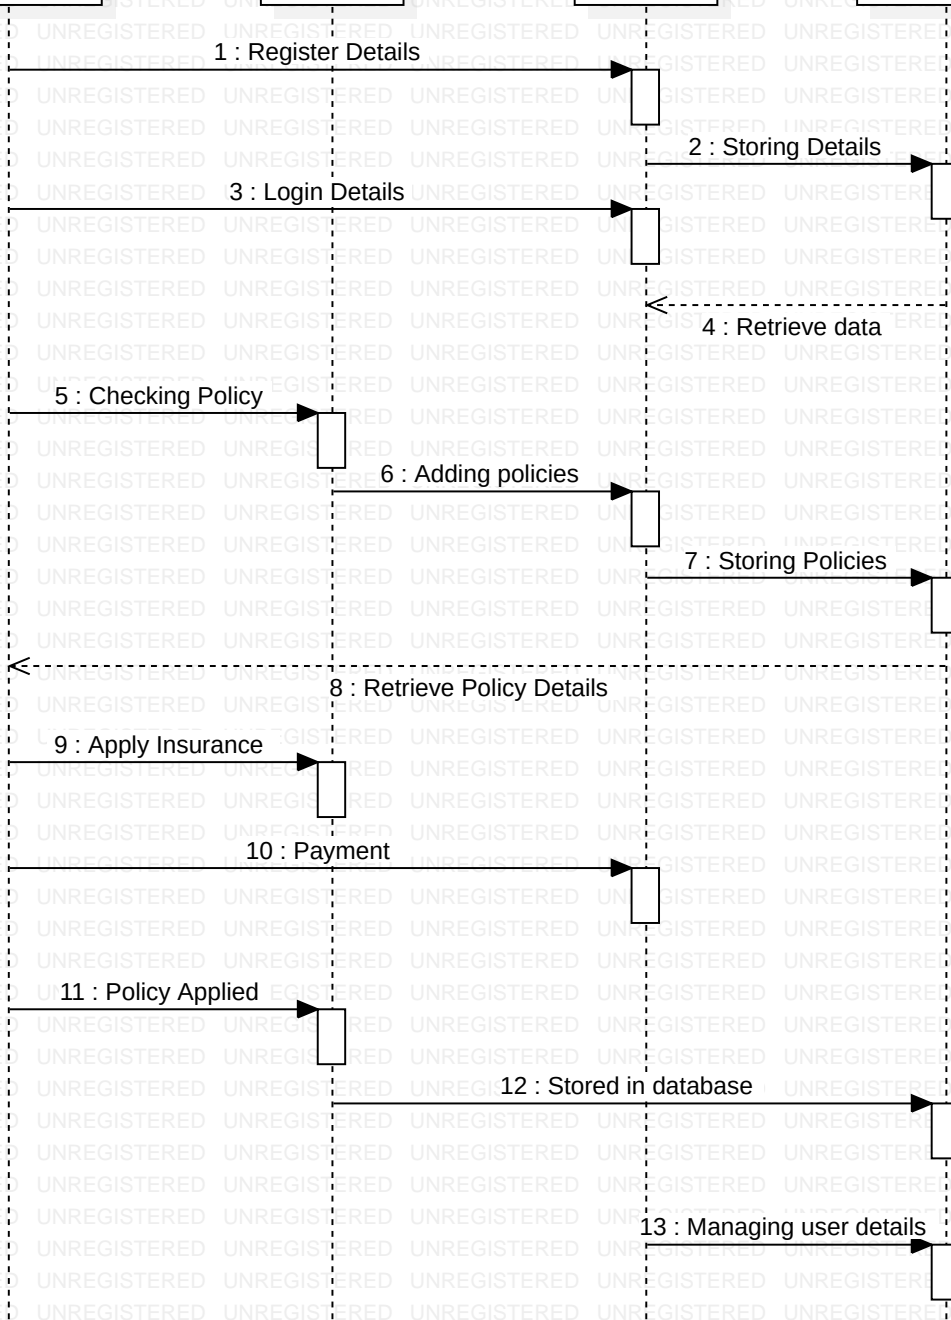 1 : Register Details
2 : Storing Details
3 : Login Details
4 : Retrieve data
5 : Checking Policy
6 : Adding policies
7 : Storing Policies
8 : Retrieve Policy Details
9 : Apply Insurance
10 : Payment
11 : Policy Applied
12 : Stored in database
13 : Managing user details
UNREGISTERED